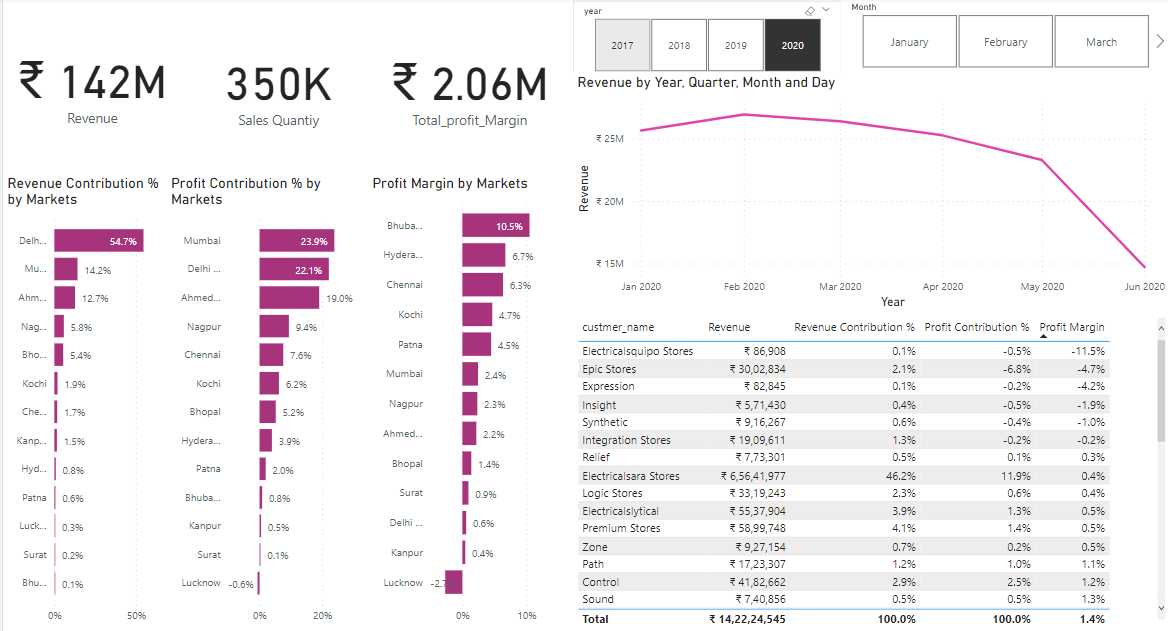 year
2017
2018
2019
2020
Month
January
February
March
₹ 142M
Revenue
350K
Sales Quantiy
₹ 2.06M
Total_profit_Margin
Revenue Contribution %
by Markets
Delh... 54.7%
Mu... 14.2%
Ahm... 12.7%
Nag... 5.8%
Bho... 5.4%
Kochi 1.9%
Che... 1.7%
Kanp... 1.5%
Hyd... 0.8%
Patna 0.6%
Luck... 0.3%
Surat 0.2%
Bhu... 0.1%
0% 50%
Profit Contribution % by
Markets
Mumbai 23.9%
Delhi ... 22.1%
Ahmed... 19.0%
Nagpur 9.4%
Chennai 7.6%
Kochi 6.2%
Bhopal 5.2%
Hydera... 3.9%
Patna 2.0%
Bhuba... 0.8%
Kanpur 0.5%
Surat 0.1%
Lucknow -0.6%
0% 20%
Profit Margin by Markets
Bhuba... 10.5%
Hydera... 6.7%
Chennai 6.3%
Kochi 4.7%
Patna 4.5%
Mumbai 2.4%
Nagpur 2.3%
Ahmed... 2.2%
Bhopal 1.4%
Surat 0.9%
Delhi ... 0.6%
Kanpur 0.4%
Lucknow
0% 10%
Revenue by Year, Quarter, Month and Day
Revenue
₹ 25M
₹ 20M
₹ 15M
Jan 2020 Feb 2020 Mar 2020 Apr 2020 May 2020 Jun 2020
Year
custmer_name Revenue Revenue Contribution % Profit Contribution % Profit Margin
Electricalsquipo Stores ₹ 86,908 0.1% -0.5% -11.5%
Epic Stores ₹ 30,02,834 2.1% -6.8% -4.7%
Expression ₹ 82,845 0.1% -0.2% -4.2%
Insight ₹ 5,71,430 0.4% -0.5% -1.9%
Synthetic ₹ 9,16,267 0.6% -0.4% -1.0%
Integration Stores ₹ 19,09,611 1.3% -0.2% -0.2%
Relief ₹ 7,73,301 0.5% 0.1% 0.3%
Electricalsara Stores ₹ 6,56,41,977 46.2% 11.9% 0.4%
Logic Stores ₹ 33,19,243 2.3% 0.6% 0.4%
Electricalslytical ₹ 55,37,904 3.9% 1.3% 0.5%
Premium Stores ₹ 58,99,748 4.1% 1.4% 0.5%
Zone ₹ 9,27,154 0.7% 0.2% 0.5%
Path ₹ 17,23,307 1.2% 1.0% 1.1%
Control ₹ 41,82,662 2.9% 2.5% 1.2%
Sound ₹ 7,40,856 0.5% 0.5% 1.3%
Total ₹ 14,22,24,545 100.0% 100.0% 1.4%